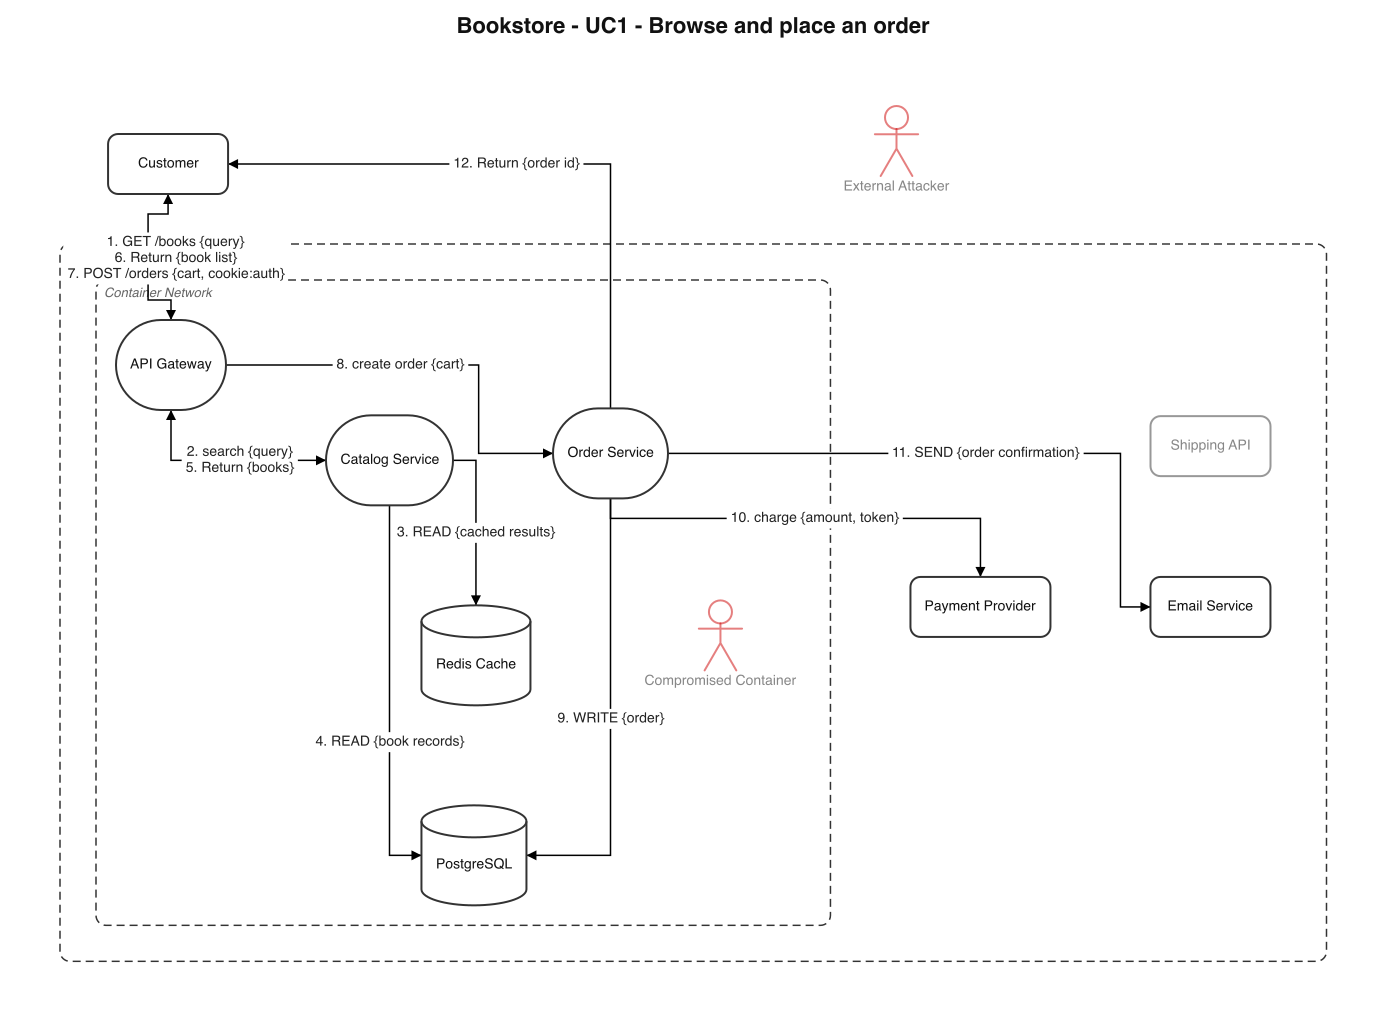 Bookstore - UC1 - Browse and place an order
Customer
12. Return {order id}
External Attacker
1. GET /books {query}
6. Return {book list}
7. POST /orders {cart, cookie:auth}
Container Network
API Gateway
8. create order {cart}
2. search {query}
5. Return {books}
Catalog Service
Order Service
11. SEND {order confirmation}
Shipping API
3. READ {cached results}
10. charge {amount, token}
Payment Provider
Email Service
Redis Cache
Compromised Container
9. WRITE {order}
4. READ {book records}
PostgreSQL